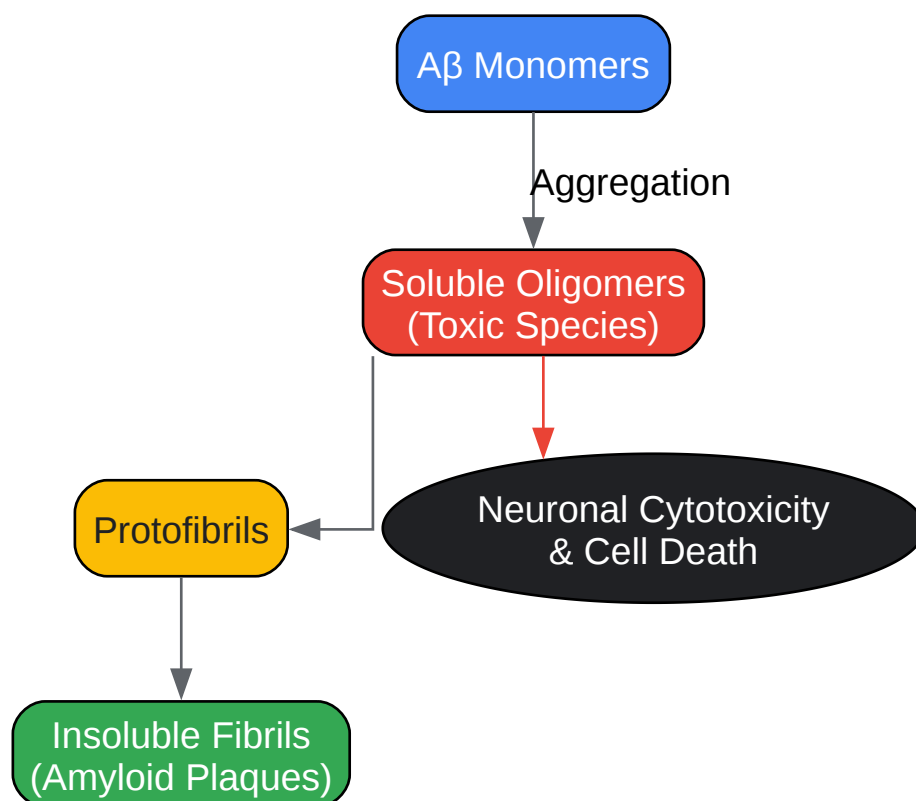 Aβ Monomers
Aggregation
Soluble Oligomers
(Toxic Species)
Neuronal Cytotoxicity
& Cell Death
Protofibrils
Insoluble Fibrils
(Amyloid Plaques)